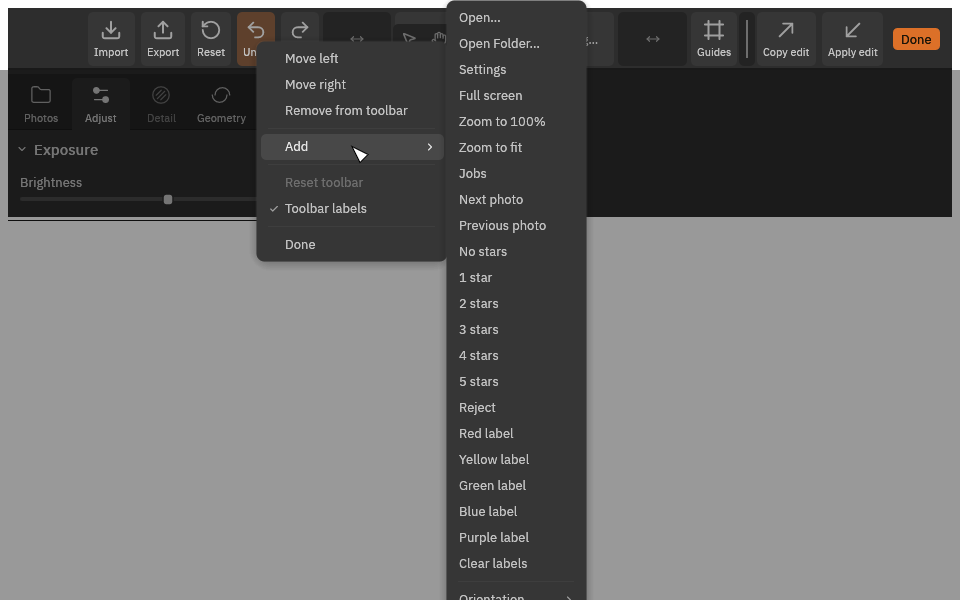 Import
Export
Reset
Un
Guides
Copy edit
Apply edit
Done
Photos
Adjust
Detail
Geometry
Exposure
Brightness
Move left
Move right
Remove from toolbar
Add
Reset toolbar
Toolbar labels
Done
Open...
Open Folder...
Settings
Full screen
Zoom to 100%
Zoom to fit
Jobs
Next photo
Previous photo
No stars
1 star
2 stars
3 stars
4 stars
5 stars
Reject
Red label
Yellow label
Green label
Blue label
Purple label
Clear labels
Orientation